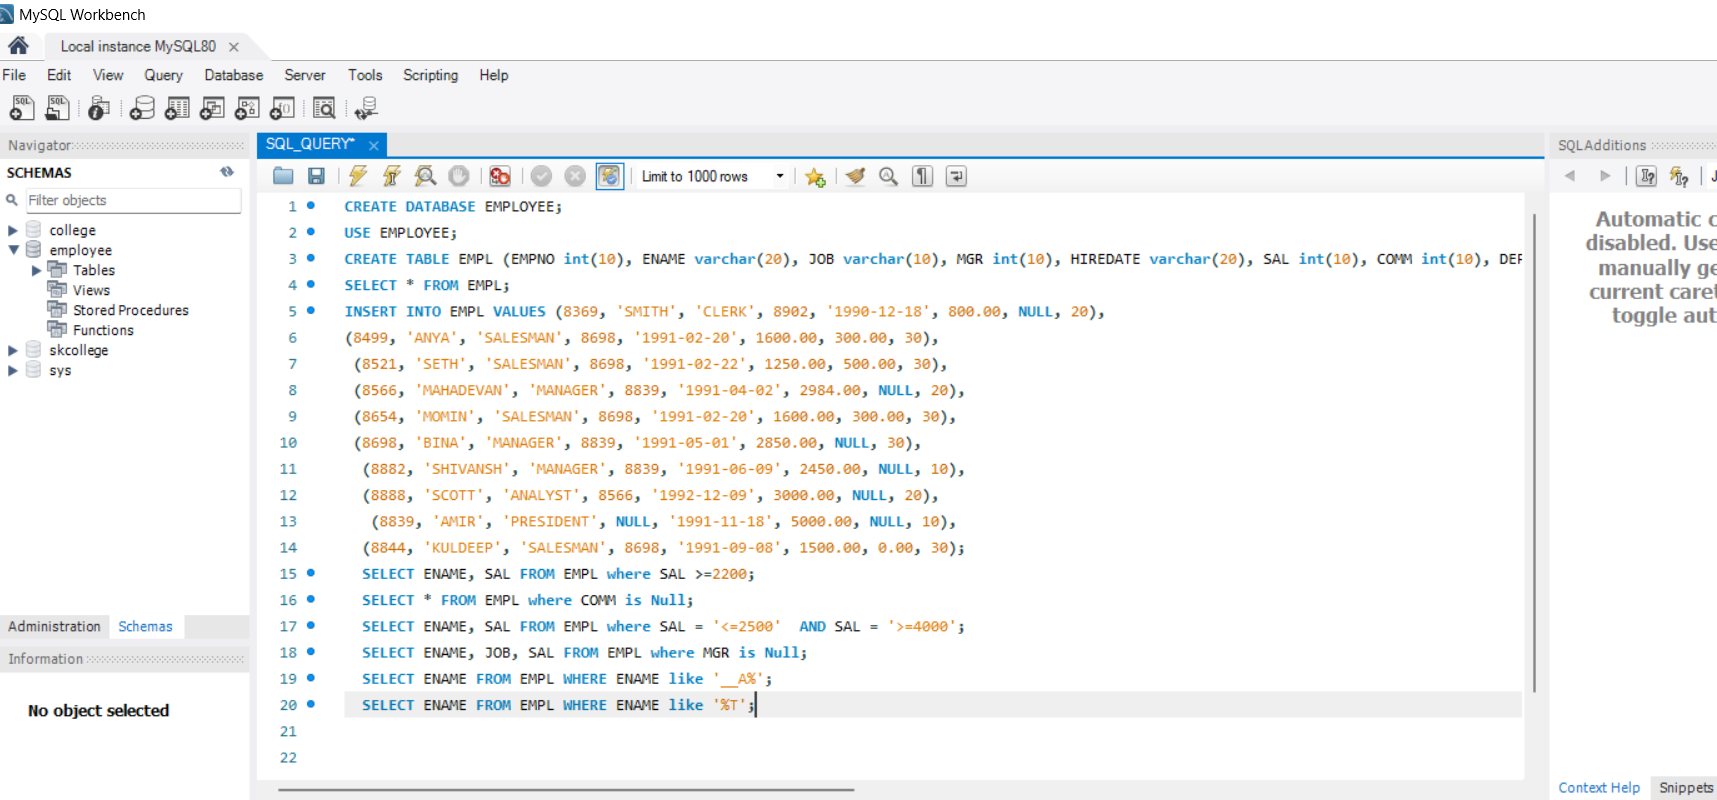 MySQL Workbench
Local instance MySQL80
File Edit View Query Database Server Tools Scripting Help
Navigator
SCHEMAS
Filter objects
college
employee
Tables
Views
Stored Procedures
Functions
skcollege
sys
Administration Schemas
Information
No object selected
SQL_QUERY*
Limit to 1000 rows
1 CREATE DATABASE EMPLOYEE;
2 USE EMPLOYEE;
3 CREATE TABLE EMPL (EMPNO int(10), ENAME varchar(20), JOB varchar(10), MGR int(10), HIREDATE varchar(20), SAL int(10), COMM int(10), DEP
4 SELECT * FROM EMPL;
5 INSERT INTO EMPL VALUES (8369, 'SMITH', 'CLERK', 8902, '1990-12-18', 800.00, NULL, 20),
6 (8499, 'ANYA', 'SALESMAN', 8698, '1991-02-20', 1600.00, 300.00, 30),
7 (8521, 'SETH', 'SALESMAN', 8698, '1991-02-22', 1250.00, 500.00, 30),
8 (8566, 'MAHADEVAN', 'MANAGER', 8839, '1991-04-02', 2984.00, NULL, 20),
9 (8654, 'MOMIN', 'SALESMAN', 8698, '1991-02-20', 1600.00, 300.00, 30),
10 (8698, 'BINA', 'MANAGER', 8839, '1991-05-01', 2850.00, NULL, 30),
11 (8882, 'SHIVANSH', 'MANAGER', 8839, '1991-06-09', 2450.00, NULL, 10),
12 (8888, 'SCOTT', 'ANALYST', 8566, '1992-12-09', 3000.00, NULL, 20),
13 (8839, 'AMIR', 'PRESIDENT', NULL, '1991-11-18', 5000.00, NULL, 10),
14 (8844, 'KULDEEP', 'SALESMAN', 8698, '1991-09-08', 1500.00, 0.00, 30);
15 SELECT ENAME, SAL FROM EMPL where SAL >=2200;
16 SELECT * FROM EMPL where COMM is Null;
17 SELECT ENAME, SAL FROM EMPL where SAL = '<=2500' AND SAL = '>=4000';
18 SELECT ENAME, JOB, SAL FROM EMPL where MGR is Null;
19 SELECT ENAME FROM EMPL WHERE ENAME like '__A%';
20 SELECT ENAME FROM EMPL WHERE ENAME like '%T';
21
22
SQLAdditions
Automatic c
disabled. Use
manually ge
current caret
toggle aut
Context Help Snippets